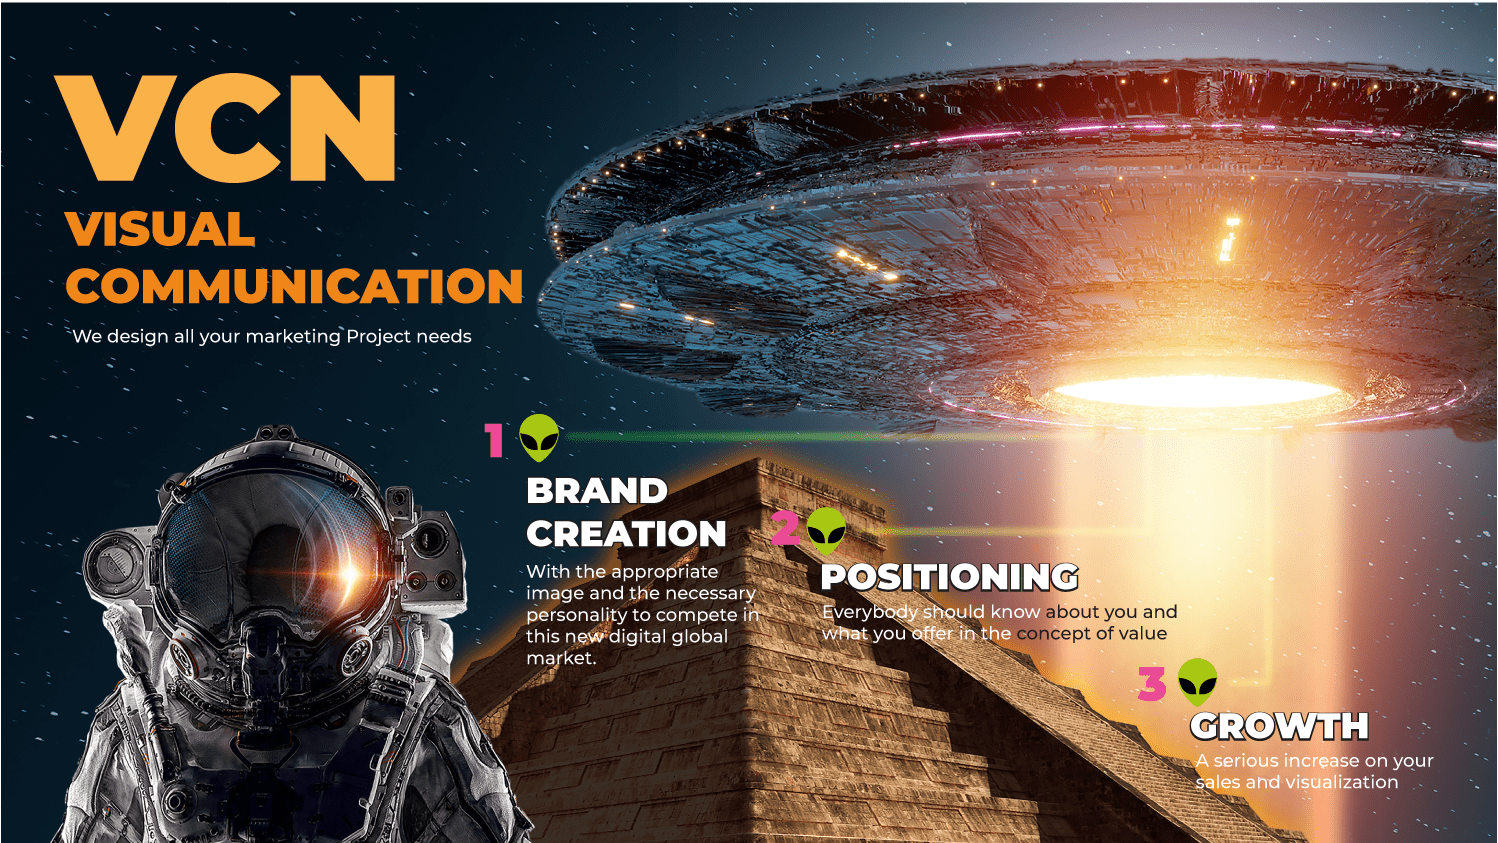 VCN
VISUAL
COMMUNICATION
We design all your marketing Project needs
1
BRAND
CREATION
With the appropriate
image and the necessary
personality to compete in
this new digital global
market.
2
POSITIONING
Everybody should know about you and
what you offer in the concept of value
3
GROWTH
A serious increase on your
sales and visualization